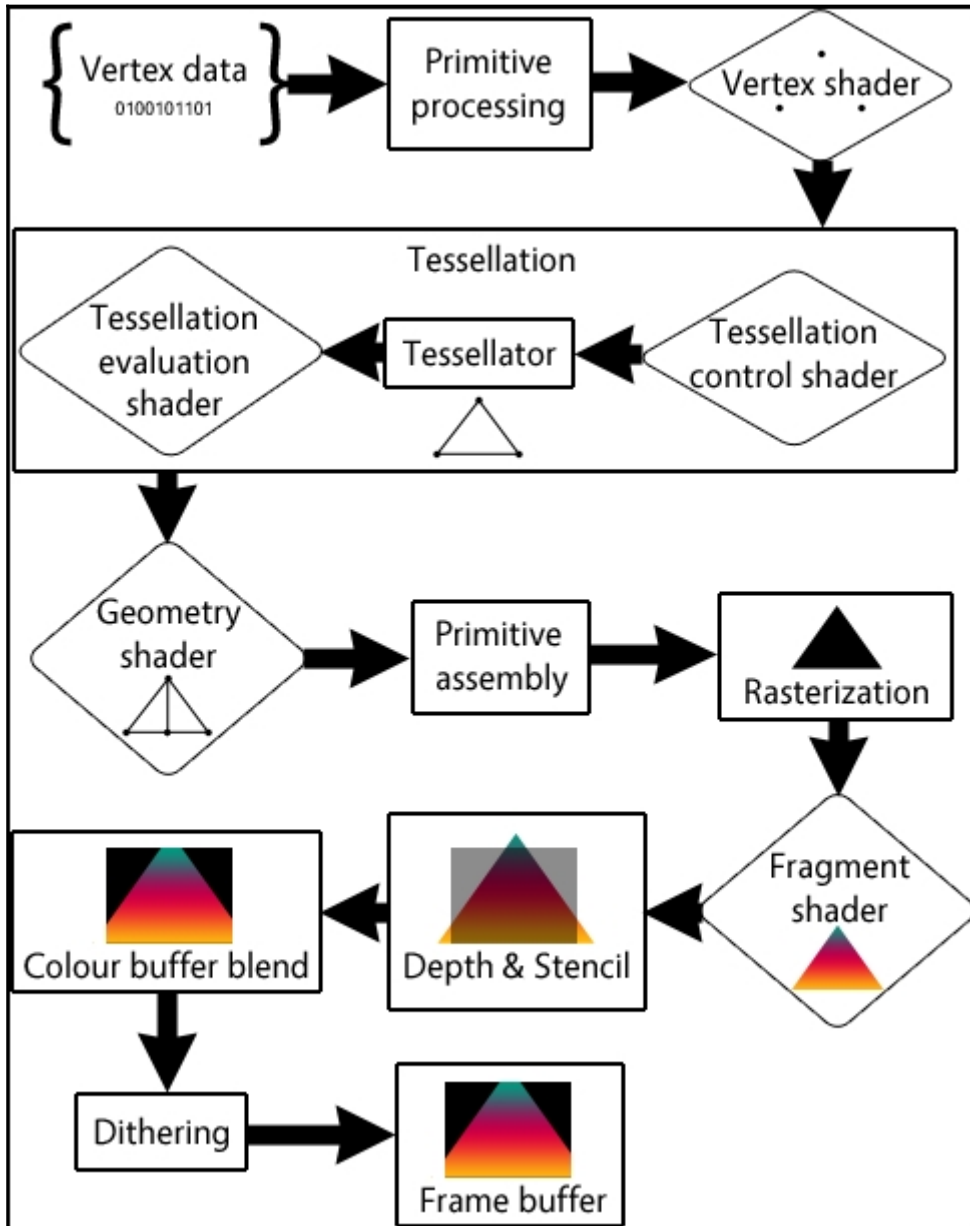 Vertex data
0100101101
Primitive
processing
Vertex shader
Tessellation
Tessellation
control shader
Tessellator
Tessellation
evaluation
shader
Geometry
shader
Primitive
assembly
Rasterization
Fragment
shader
Depth & Stencil
Colour buffer blend
Dithering
Frame buffer